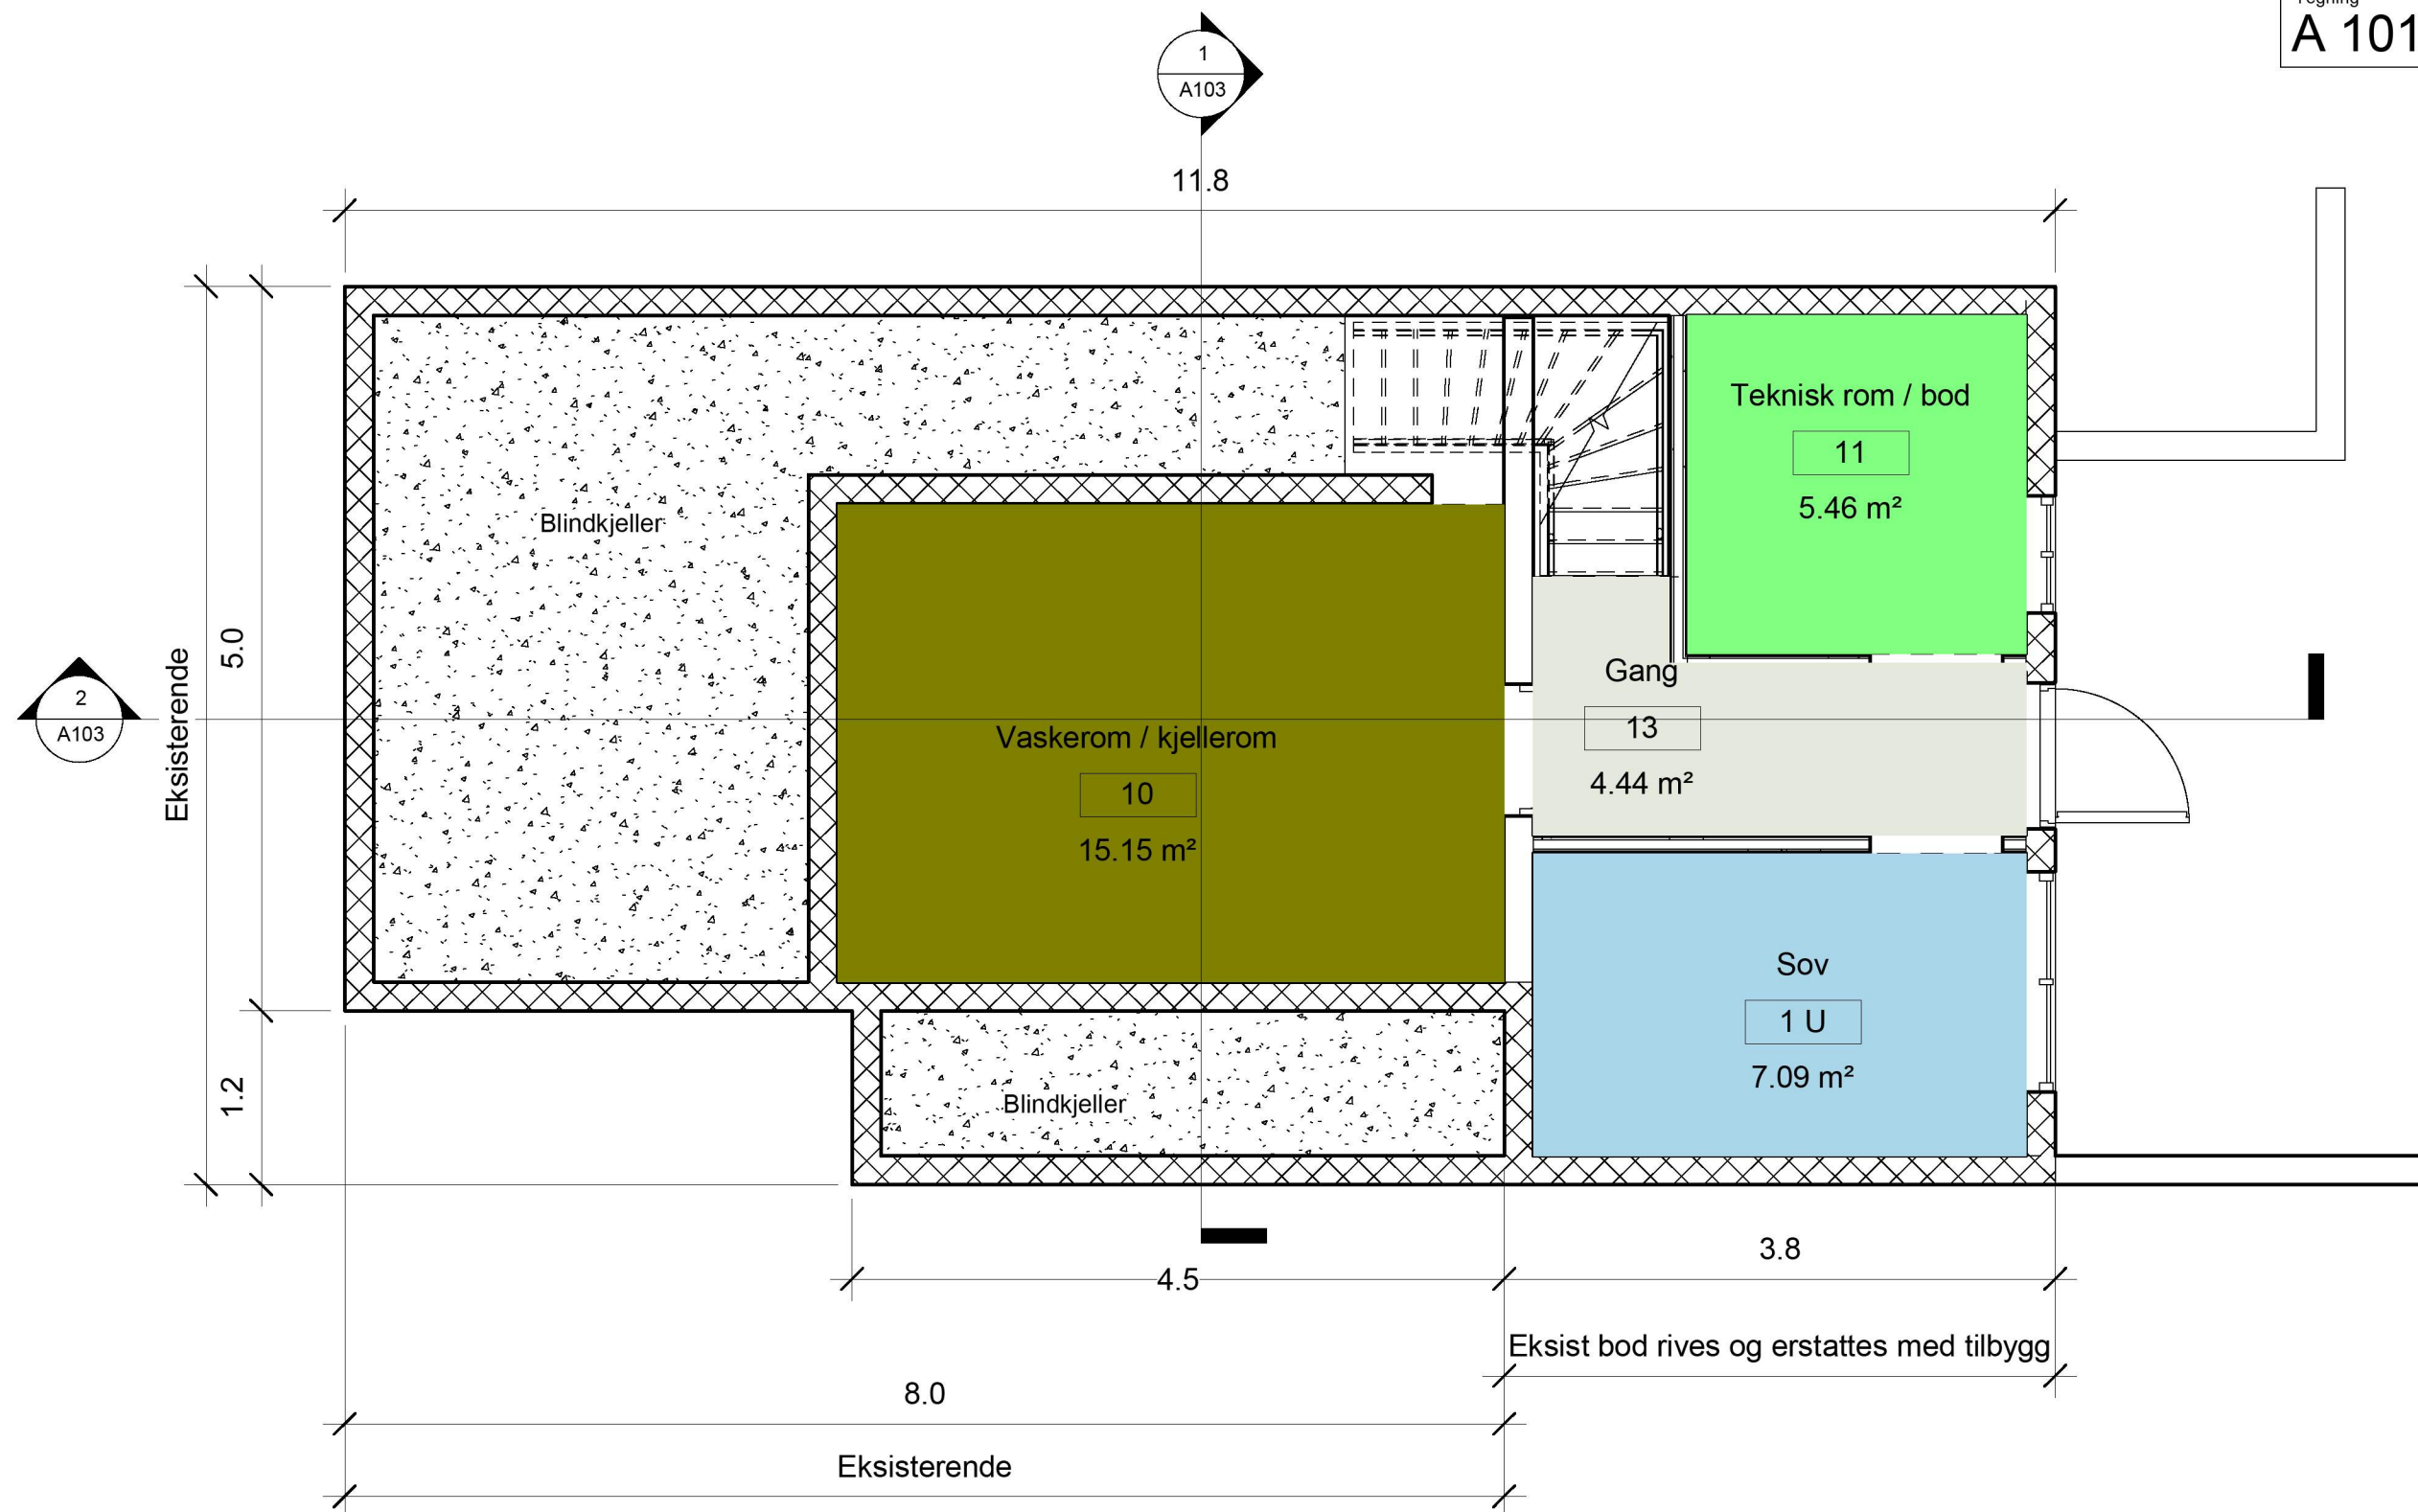 Tegning
A 101
1
A103
11.8
Teknisk rom / bod
11
5.46 m²
Blindkjeller
5.0
Eksisterende
2
A103
Gang
13
4.44 m²
Vaskerom / kjellerom
10
15.15 m²
Sov
1 U
7.09 m²
1.2
Blindkjeller
3.8
4.5
Eksist bod rives og erstattes med tilbygg
8.0
Eksisterende